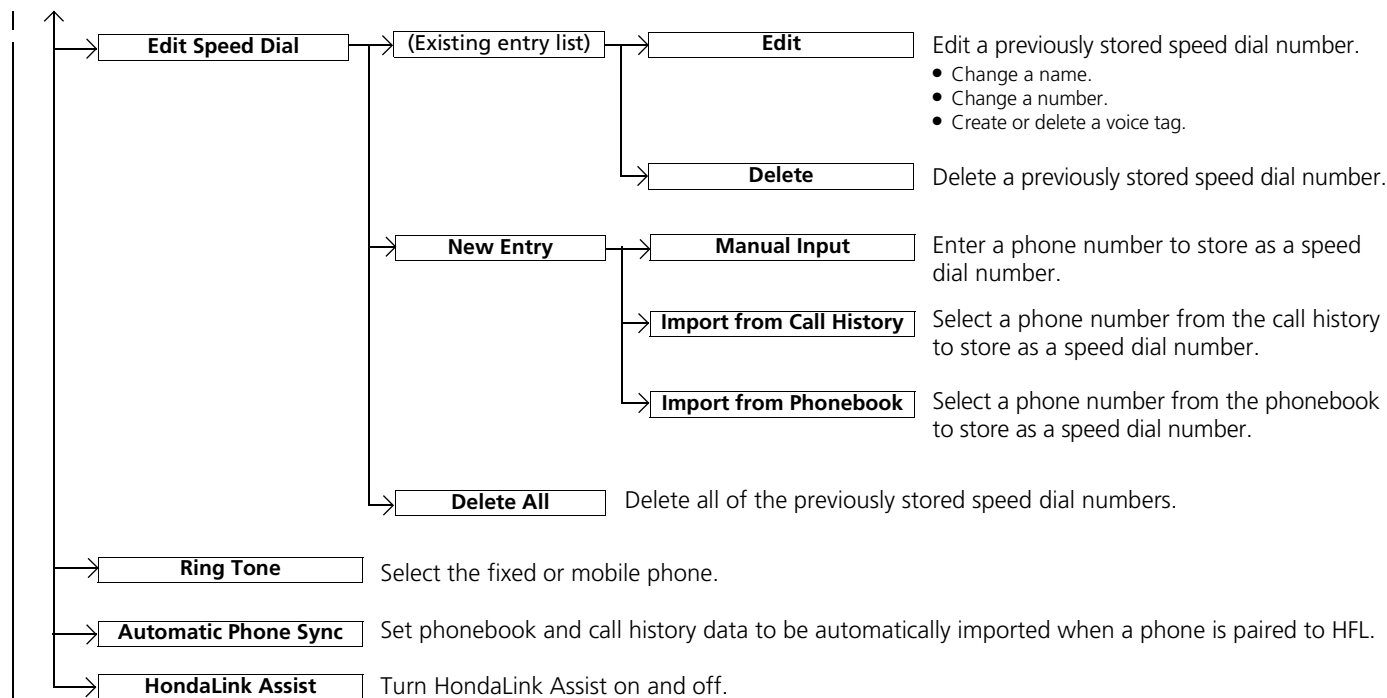 Edit Speed Dial
(Existing entry list)
Edit
Edit a previously stored speed dial number.
● Change a name.
● Change a number.
● Create or delete a voice tag.
Delete
Delete a previously stored speed dial number.
New Entry
Manual Input
Enter a phone number to store as a speed
dial number.
Import from Call History
Select a phone number from the call history
to store as a speed dial number.
Import from Phonebook
Select a phone number from the phonebook
to store as a speed dial number.
Delete All
Delete all of the previously stored speed dial numbers.
Ring Tone
Select the fixed or mobile phone.
Automatic Phone Sync
Set phonebook and call history data to be automatically imported when a phone is paired to HFL.
HondaLink Assist
Turn HondaLink Assist on and off.